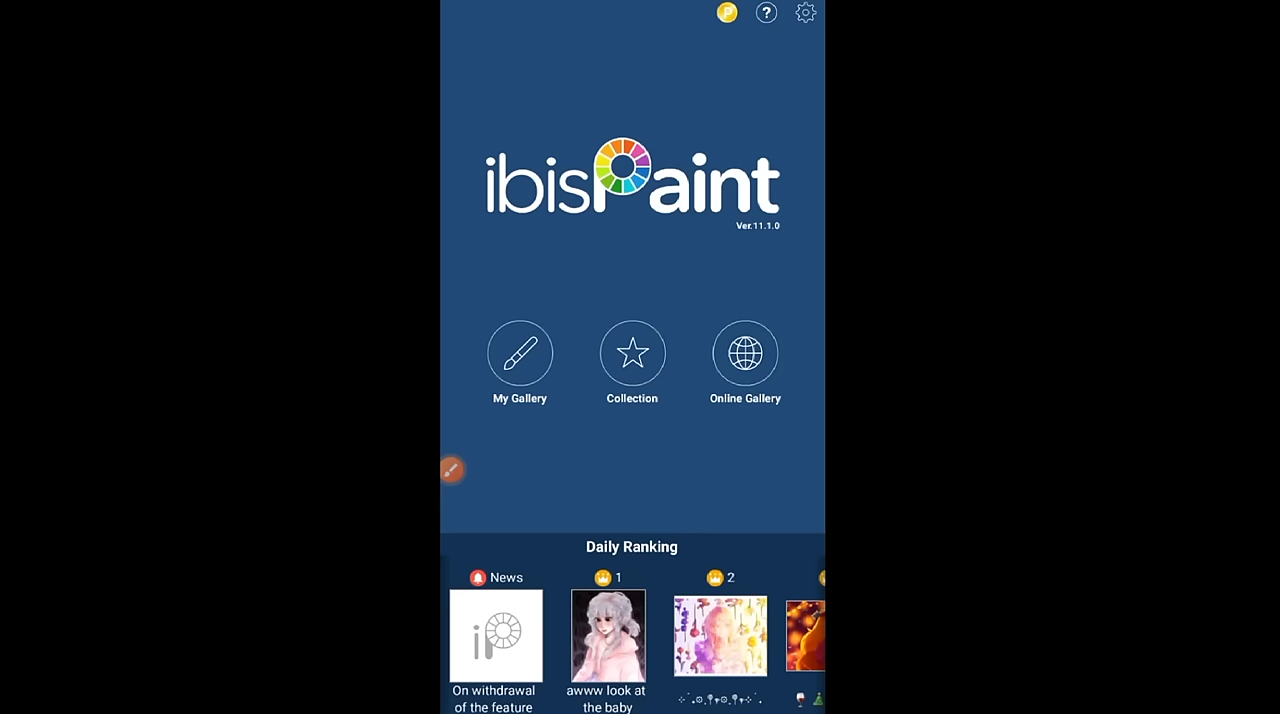 ibisPaint
Ver.11.1.0
My Gallery
Collection
Online Gallery
Daily Ranking
News
1
2
On withdrawal
of the feature
awww look at
the baby